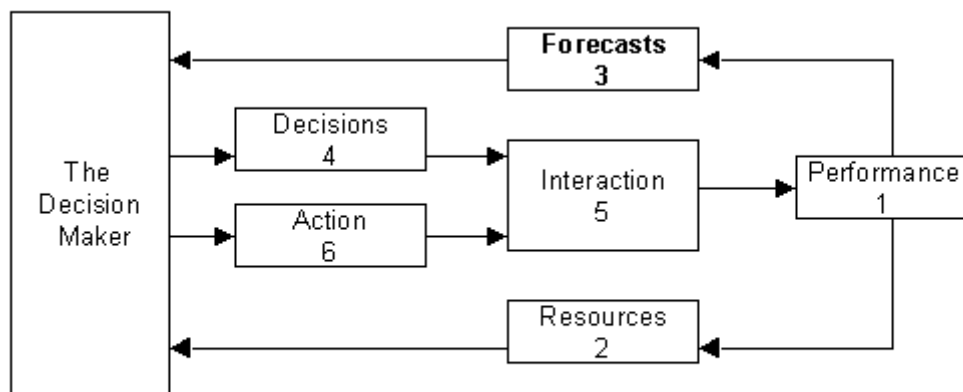 Forecasts
3
Decisions
4
The
Decision
Maker
Interaction
5
Performance
1
Action
6
Resources
2